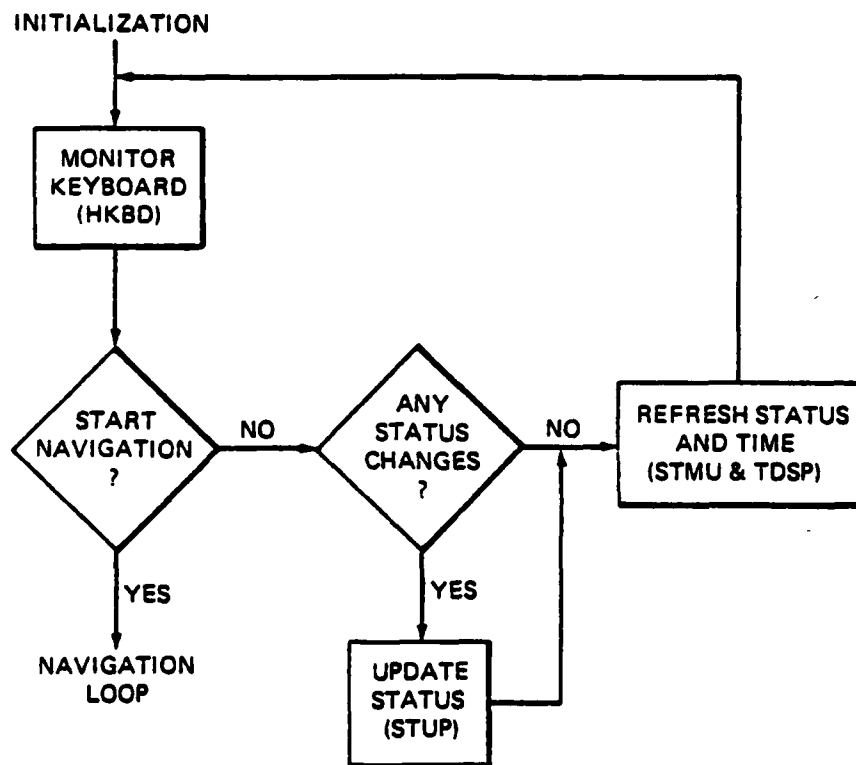 INITIALIZATION
MONITOR
KEYBOARD
(HKBD)
START
NAVIGATION
?
NO
ANY
STATUS
CHANGES
?
NO
REFRESH STATUS
AND TIME
(STMU & TDSP)
YES
NAVIGATION
LOOP
YES
UPDATE
STATUS
(STUP)